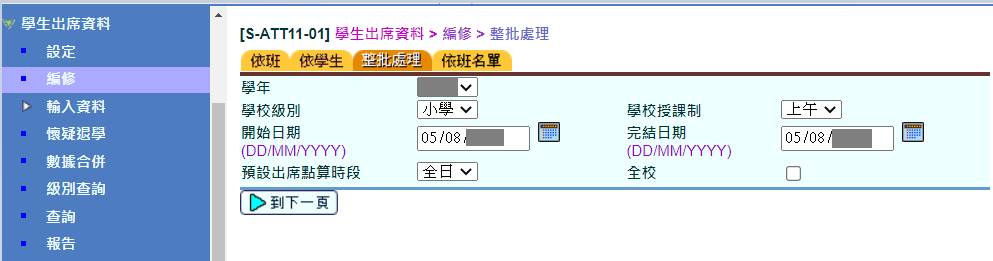 學生出席資料
設定
編修
輸入資料
懷疑退學
數據合併
級別查詢
查詢
報告
[S-ATT11-01] 學生出席資料 > 編修 > 整批處理
依班 依學生 整批處理 依班名單
學年
學校級別 小學 學校授課制 上午
開始日期 05/08/ 完結日期 05/08/
(DD/MM/YYYY) (DD/MM/YYYY)
預設出席點算時段 全日 全校
到下一頁